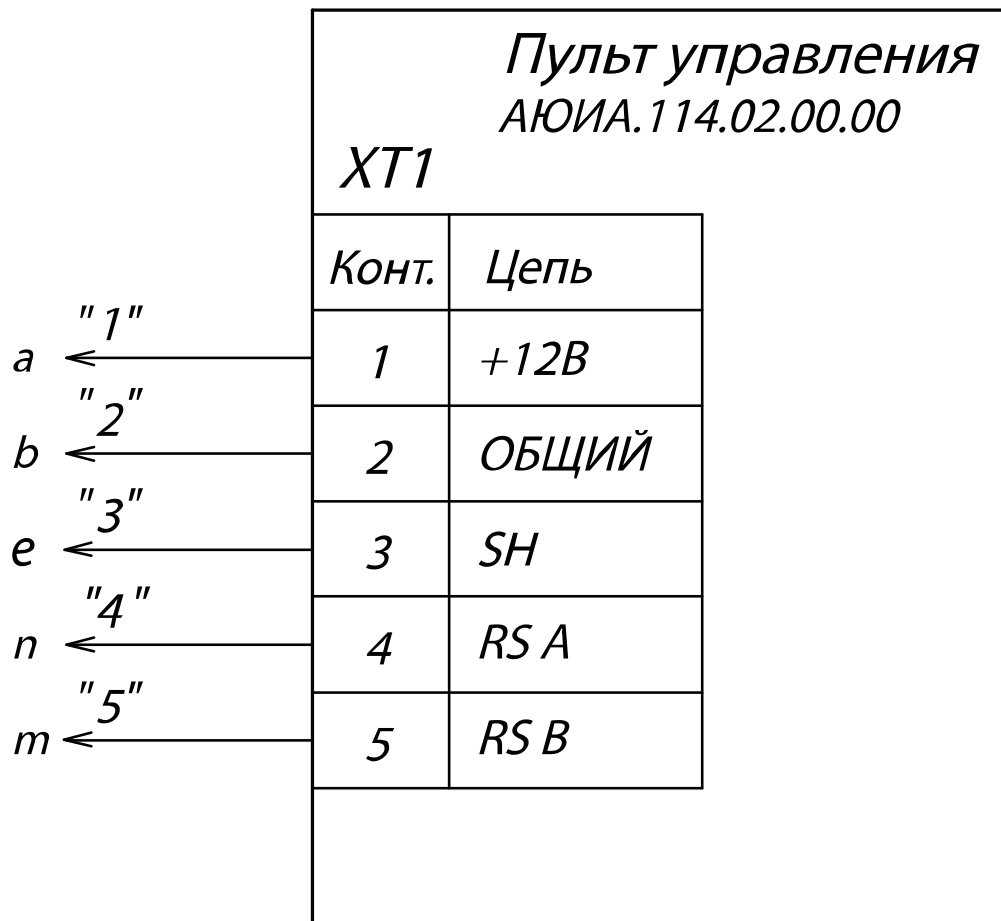 Пульт управления
АЮИА.114.02.00.00
XT1
Конт. Цепь
a "1" 1 +12В
b "2" 2 ОБЩИЙ
e "3" 3 SH
n "4" 4 RS A
m "5" 5 RS B